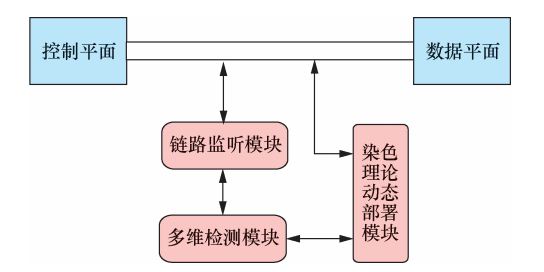 控制平面
数据平面
链路监听模块
染色
理论
动态
部署
模块
多维检测模块